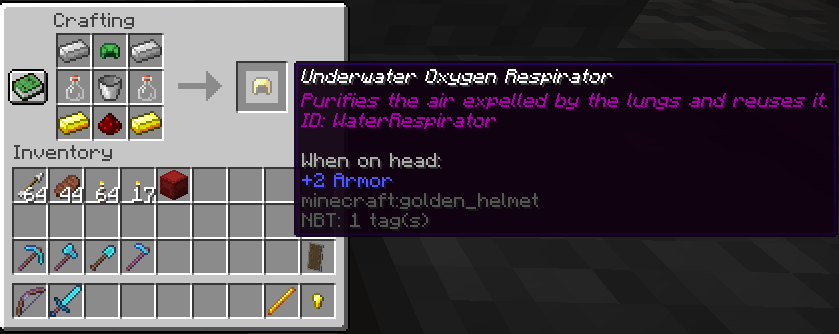 Crafting
Underwater Oxygen Respirator
Purifies the air expelled by the lungs and reuses it.
ID: WaterRespirator
When on head:
+2 Armor
minecraft:golden_helmet
NBT: 1 tag(s)
Inventory
64 44 64 17